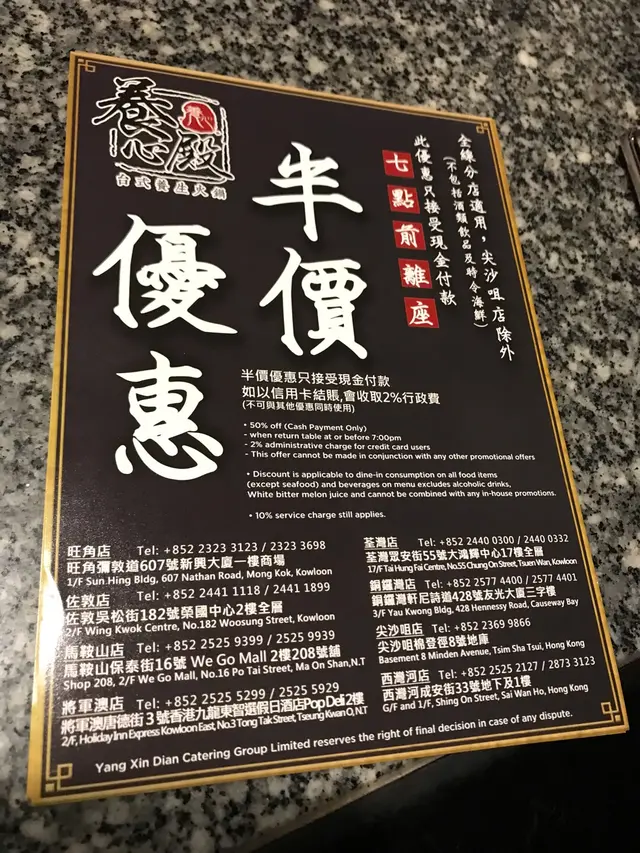 養心殿
台式養生火鍋
半價
優惠
全線分店適用，尖沙咀店除外
(不包括酒類飲品及時令海鮮)
此優惠只接受現金付款
七點前離座
半價優惠只接受現金付款
如以信用卡結賬,會收取2%行政費
(不可與其他優惠同時使用)
• 50% off (Cash Payment Only)
- when return table at or before 7:00pm
- 2% administrative charge for credit card users
- This offer cannot be made in conjunction with any other promotional offers
• Discount is applicable to dine-in consumption on all food items
(except seafood) and beverages on menu excludes alcoholic drinks,
White bitter melon juice and cannot be combined with any in-house promotions.
• 10% service charge still applies.
旺角店 Tel: +852 2323 3123 / 2323 3698
旺角彌敦道607號新興大廈一樓商場
1/F Sun Hing Bldg, 607 Nathan Road, Mong Kok, Kowloon
佐敦店 Tel: +852 2441 1118 / 2441 1899
佐敦吳松街182號榮國中心2樓全層
2/F Wing Kwok Centre, No.182 Woosung Street, Kowloon
馬鞍山店 Tel: +852 2525 9399 / 2525 9939
馬鞍山保泰街16號 We Go Mall 2樓208號舖
Shop 208, 2/F We Go Mall, No.16 Po Tai Street, Ma On Shan,N.T
將軍澳店 Tel: +852 2525 5299 / 2525 5929
將軍澳唐德街3號香港九龍東智選假日酒店Pop Deli 2樓
2/F, Holiday Inn Express Kowloon East, No.3 Tong Tak Street, Tseung Kwan O, N.T
荃灣店 Tel: +852 2440 0300 / 2440 0332
荃灣眾安街55號大鴻輝中心17樓全層
17/F Tai Hung Fai Centre, No.55 Chung On Street, Tsuen Wan, Kowloon
銅鑼灣店 Tel: +852 2577 4400 / 2577 4401
銅鑼灣軒尼詩道428號友光大廈三字樓
3/F Yau Kwong Bldg, 428 Hennessy Road, Causeway Bay
尖沙咀店 Tel: +852 2369 9866
尖沙咀棉登徑8號地庫
Basement 8 Minden Avenue, Tsim Sha Tsui, Hong Kong
西灣河店 Tel: +852 2525 2127 / 2873 3123
西灣河成安街33號地下及1樓
G/F and 1/F, Shing On Street, Sai Wan Ho, Hong Kong
Yang Xin Dian Catering Group Limited reserves the right of final decision in case of any dispute.